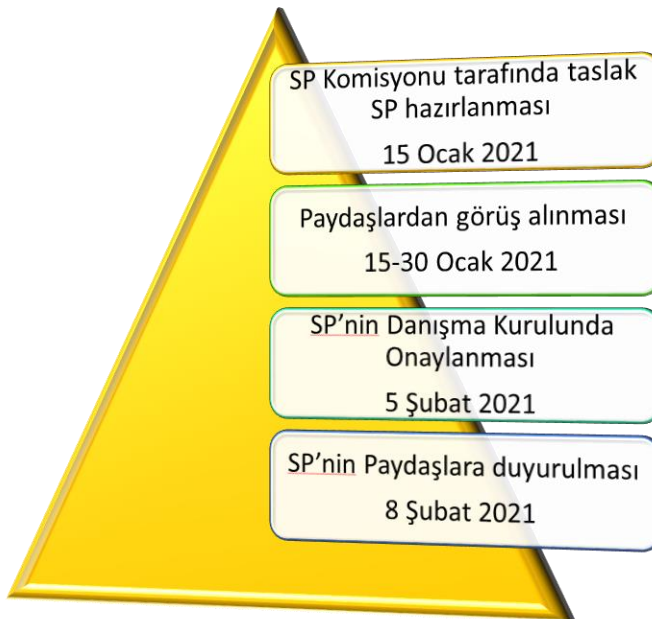 SP Komisyonu tarafında taslak
SP hazırlanması
15 Ocak 2021
Paydaşlardan görüş alınması
15-30 Ocak 2021
SP’nin Danışma Kurulunda
Onaylanması
5 Şubat 2021
SP’nin Paydaşlara duyurulması
8 Şubat 2021